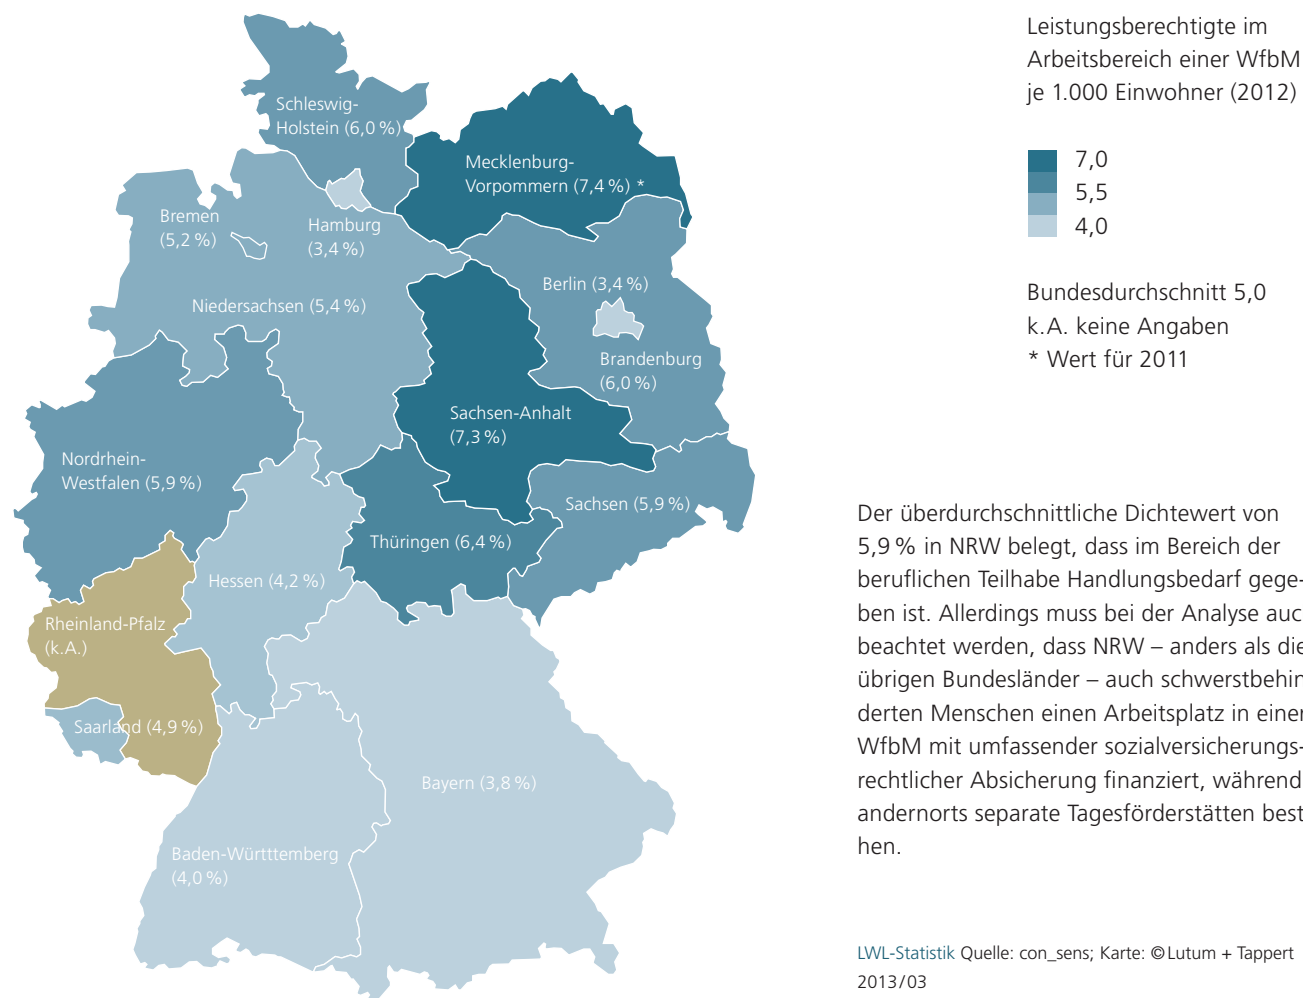 Schleswig-
Holstein (6,0 %)
Mecklenburg-
Vorpommern (7,4 %) *
Bremen
(5,2 %)
Hamburg
(3,4 %)
Niedersachsen (5,4 %)
Berlin (3,4 %)
Brandenburg
(6,0 %)
Sachsen-Anhalt
(7,3 %)
Nordrhein-
Westfalen (5,9 %)
Sachsen (5,9 %)
Thüringen (6,4 %)
Hessen (4,2 %)
Rheinland-Pfalz
(k.A.)
Saarland (4,9 %)
Bayern (3,8 %)
Baden-Württtemberg
(4,0 %)
Leistungsberechtigte im
Arbeitsbereich einer WfbM
je 1.000 Einwohner (2012)
7,0
5,5
4,0
Bundesdurchschnitt 5,0
k.A. keine Angaben
* Wert für 2011
Der überdurchschnittliche Dichtewert von
5,9 % in NRW belegt, dass im Bereich der
beruflichen Teilhabe Handlungsbedarf gege-
ben ist. Allerdings muss bei der Analyse auc
beachtet werden, dass NRW – anders als die
übrigen Bundesländer – auch schwerstbehin
derten Menschen einen Arbeitsplatz in einer
WfbM mit umfassender sozialversicherungs-
rechtlicher Absicherung finanziert, während
andernorts separate Tagesförderstätten best
hen.
LWL-Statistik Quelle: con_sens; Karte: © Lutum + Tappert
2013/03